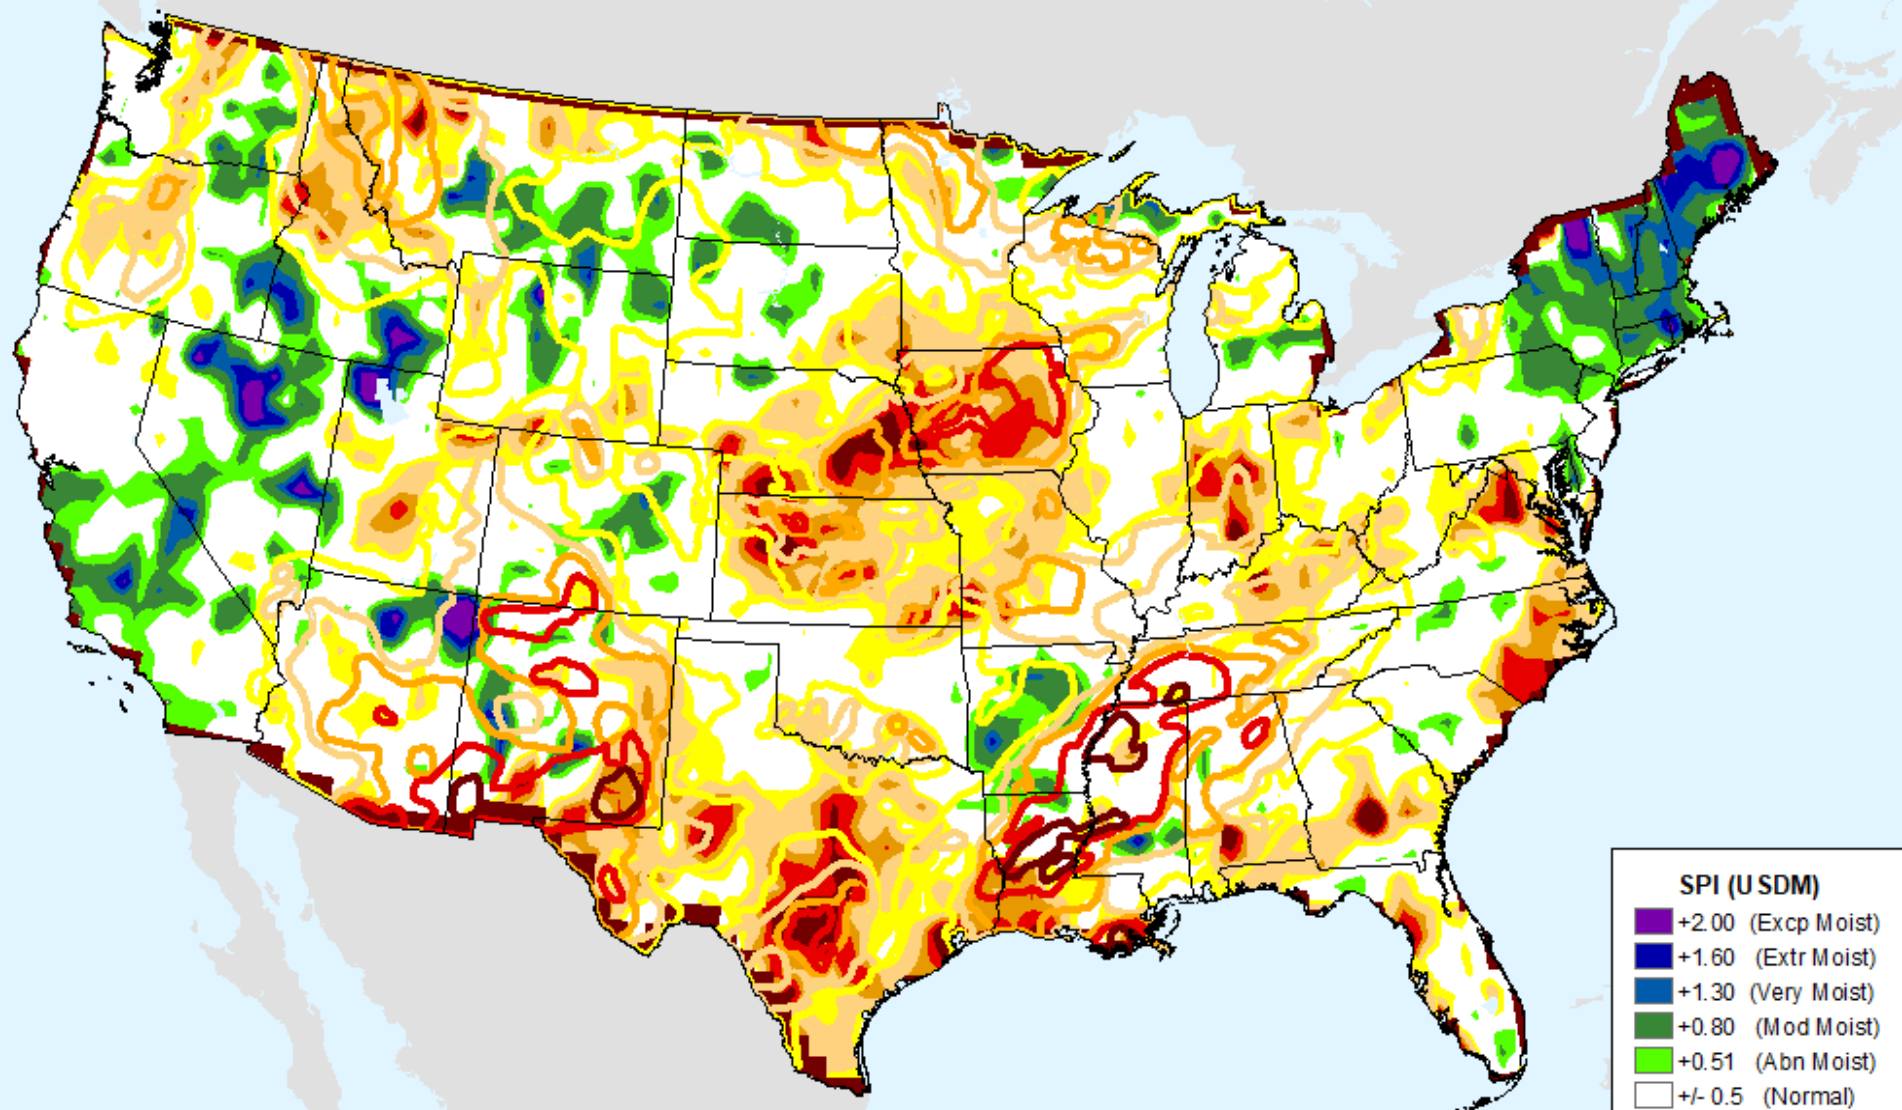 SPI (USDM)
+2.00 (Excp Moist)
+1.60 (Extr Moist)
+1.30 (Very Moist)
+0.80 (Mod Moist)
+0.51 (Abn Moist)
+/- 0.5 (Normal)